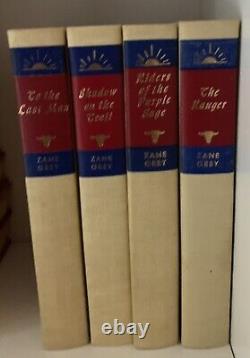 To the
Last Man
ZANE
GREY
Shadow
on the
Trail
ZANE
GREY
Riders
of the
Purple
Sage
ZANE
GREY
The
Ranger
ZANE
GREY
ebay